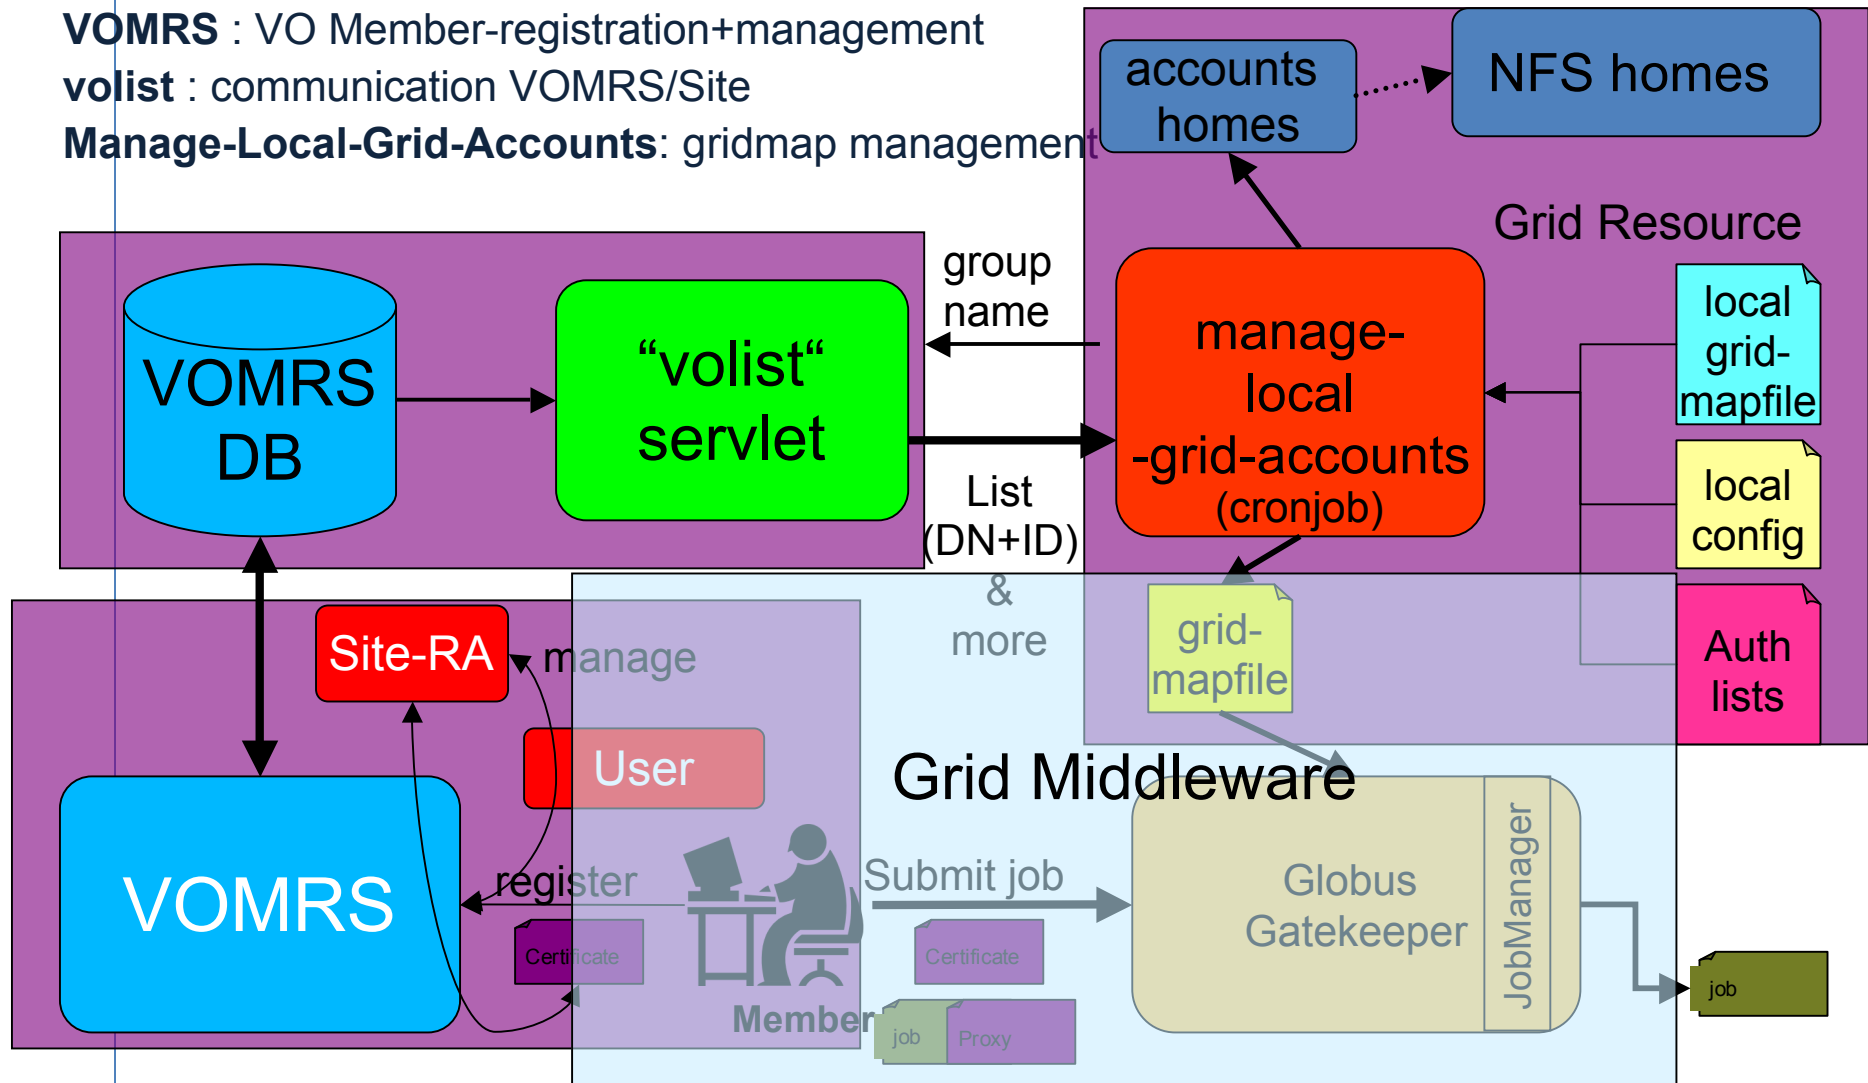 VOMRS : VO Member-registration+management
volist : communication VOMRS/Site
Manage-Local-Grid-Accounts: gridmap management
accounts
homes
NFS homes
Grid Resource
group
name
VOMRS
DB
“volist“
servlet
manage-
local
-grid-accounts
(cronjob)
local
grid-
mapfile
local
config
Auth
lists
List
(DN+ID)
&
more
grid-
mapfile
Site-RA
manage
User
Grid Middleware
VOMRS
register
Certificate
Member
Submit job
Certificate
job
Proxy
Globus
Gatekeeper
JobManager
job